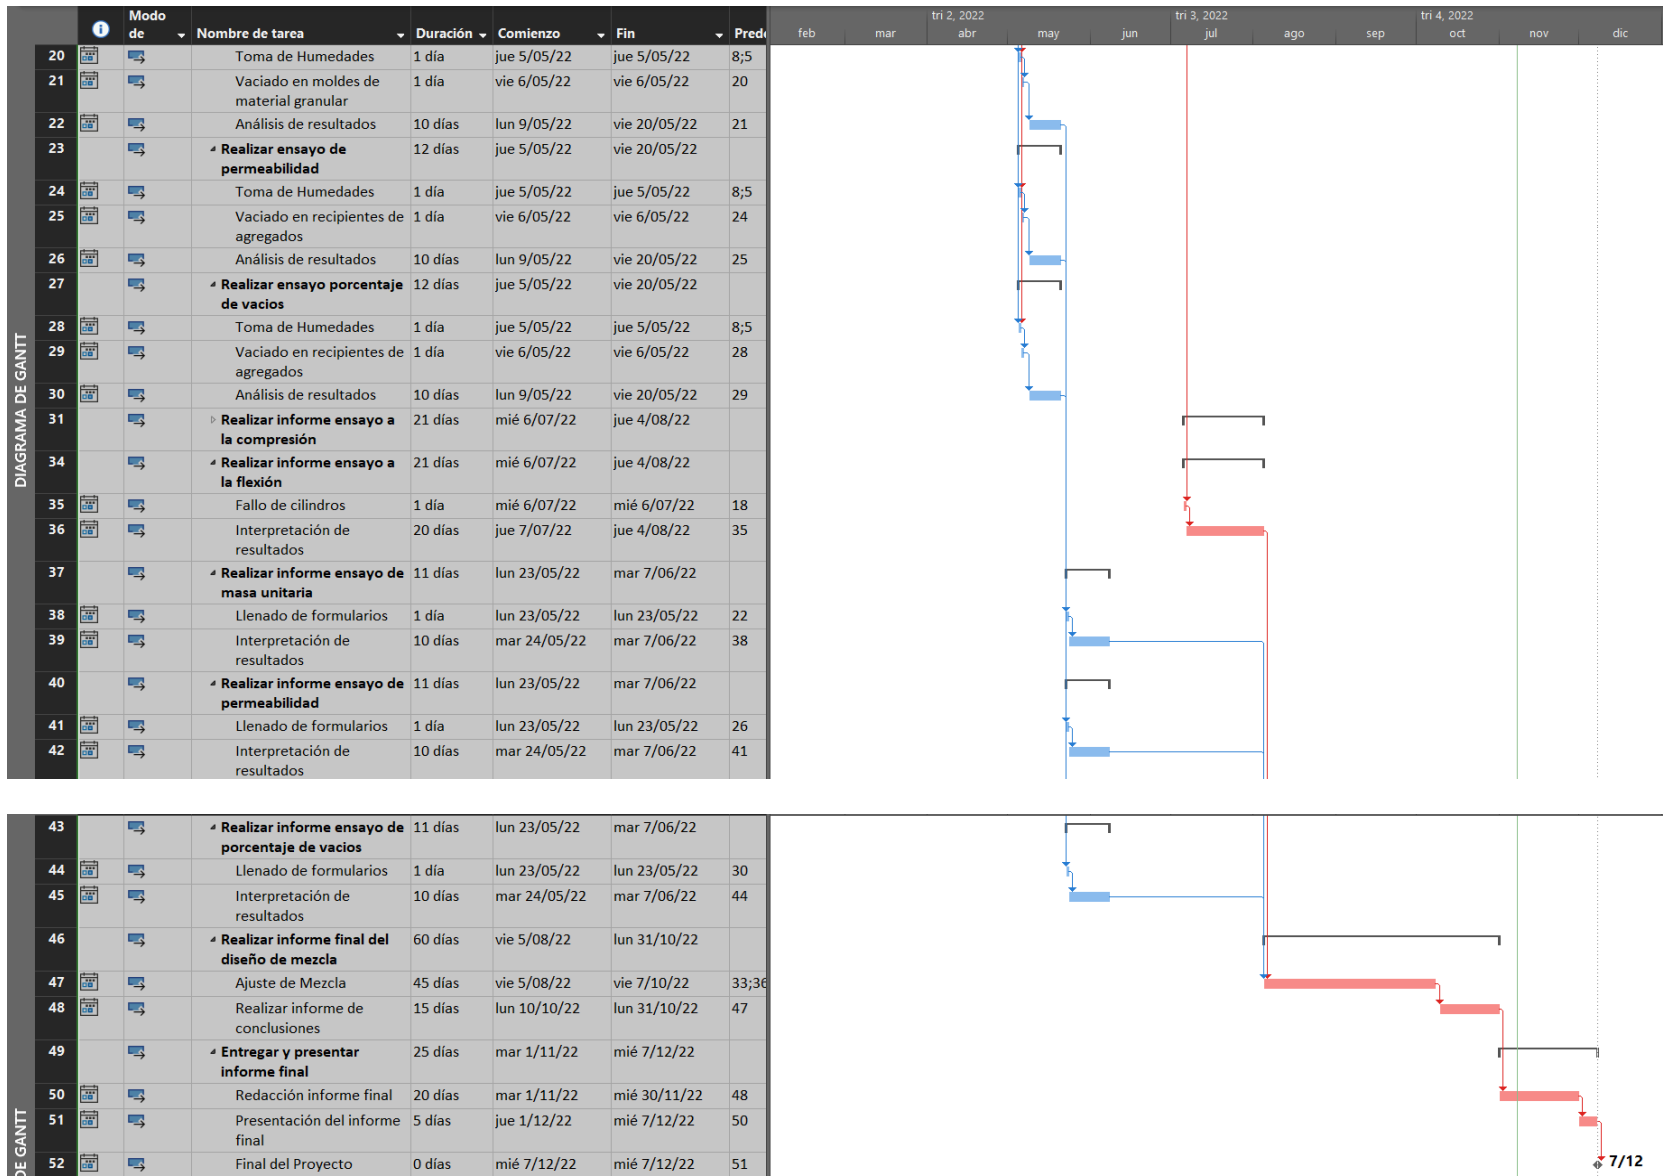 Modo de
Nombre de tarea
Duración
Comienzo
Fin
Prede
tri 2, 2022
tri 3, 2022
tri 4, 2022
feb mar abr may jun jul ago sep oct nov dic
20 Toma de Humedades 1 día jue 5/05/22 jue 5/05/22 8;5
21 Vaciado en moldes de 1 día vie 6/05/22 vie 6/05/22 20
material granular
22 Análisis de resultados 10 días lun 9/05/22 vie 20/05/22 21
23 Realizar ensayo de 12 días jue 5/05/22 vie 20/05/22
permeabilidad
24 Toma de Humedades 1 día jue 5/05/22 jue 5/05/22 8;5
25 Vaciado en recipientes de 1 día vie 6/05/22 vie 6/05/22 24
agregados
26 Análisis de resultados 10 días lun 9/05/22 vie 20/05/22 25
27 Realizar ensayo porcentaje 12 días jue 5/05/22 vie 20/05/22
de vacios
28 Toma de Humedades 1 día jue 5/05/22 jue 5/05/22 8;5
29 Vaciado en recipientes de 1 día vie 6/05/22 vie 6/05/22 28
agregados
30 Análisis de resultados 10 días lun 9/05/22 vie 20/05/22 29
31 Realizar informe ensayo a 21 días mié 6/07/22 jue 4/08/22
la compresión
34 Realizar informe ensayo a 21 días mié 6/07/22 jue 4/08/22
la flexión
35 Fallo de cilindros 1 día mié 6/07/22 mié 6/07/22 18
36 Interpretación de 20 días jue 7/07/22 jue 4/08/22 35
resultados
37 Realizar informe ensayo de 11 días lun 23/05/22 mar 7/06/22
masa unitaria
38 Llenado de formularios 1 día lun 23/05/22 lun 23/05/22 22
39 Interpretación de 10 días mar 24/05/22 mar 7/06/22 38
resultados
40 Realizar informe ensayo de 11 días lun 23/05/22 mar 7/06/22
permeabilidad
41 Llenado de formularios 1 día lun 23/05/22 lun 23/05/22 26
42 Interpretación de 10 días mar 24/05/22 mar 7/06/22 41
resultados
DIAGRAMA DE GANTT
43 Realizar informe ensayo de 11 días lun 23/05/22 mar 7/06/22
porcentaje de vacios
44 Llenado de formularios 1 día lun 23/05/22 lun 23/05/22 30
45 Interpretación de 10 días mar 24/05/22 mar 7/06/22 44
resultados
46 Realizar informe final del 60 días vie 5/08/22 lun 31/10/22
diseño de mezcla
47 Ajuste de Mezcla 45 días vie 5/08/22 vie 7/10/22 33;36
48 Realizar informe de 15 días lun 10/10/22 lun 31/10/22 47
conclusiones
49 Entregar y presentar 25 días mar 1/11/22 mié 7/12/22
informe final
50 Redacción informe final 20 días mar 1/11/22 mié 30/11/22 48
51 Presentación del informe 5 días jue 1/12/22 mié 7/12/22 50
final
52 Final del Proyecto 0 días mié 7/12/22 mié 7/12/22 51
7/12
DE GANTT